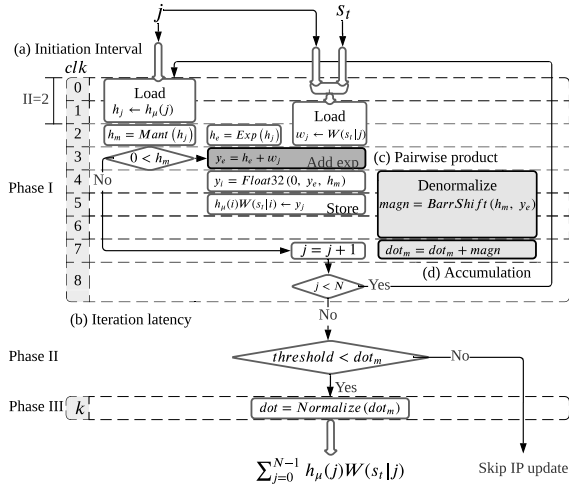 j
s_t
(a) Initiation Interval
clk
0
II=2
1
Load
h_j ← h_μ(j)
Load
w_j ← W(s_t|j)
2
h_m = Mant(h_j)
h_e = Exp(h_j)
3
0 < h_m
y_e = h_e + w_j
Add exp
(c) Pairwise product
No
Phase I
4
y_i = Float32(0, y_e, h_m)
Denormalize
magn = BarrShift(h_m, y_e)
5
h_μ(i)W(s_t|i) ← y_j
Store
6
7
j = j + 1
dot_m = dot_m + magn
(d) Accumulation
8
j < N
Yes
(b) Iteration latency
No
Phase II
threshold < dot_m
No
Yes
Phase III
k
dot = Normalize(dot_m)
∑_{j=0}^{N-1} h_μ(j)W(s_t|j)
Skip IP update